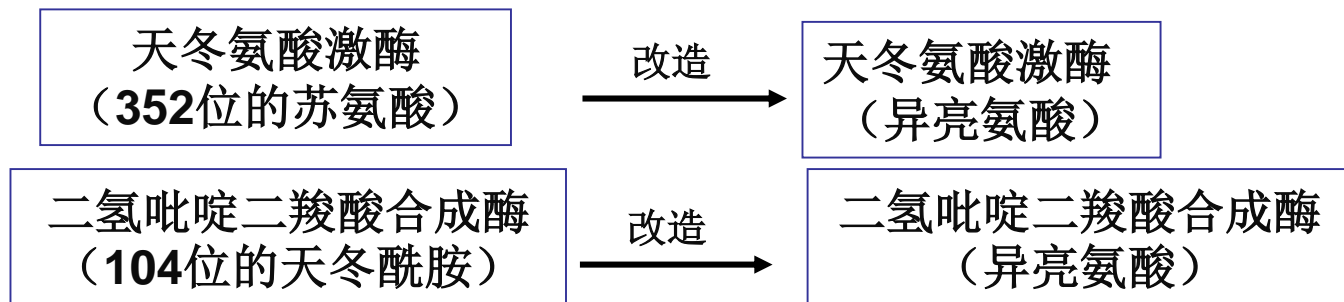 天冬氨酸激酶
（352位的苏氨酸）
改造
天冬氨酸激酶
（异亮氨酸）
二氢吡啶二羧酸合成酶
（104位的天冬酰胺）
改造
二氢吡啶二羧酸合成酶
（异亮氨酸）